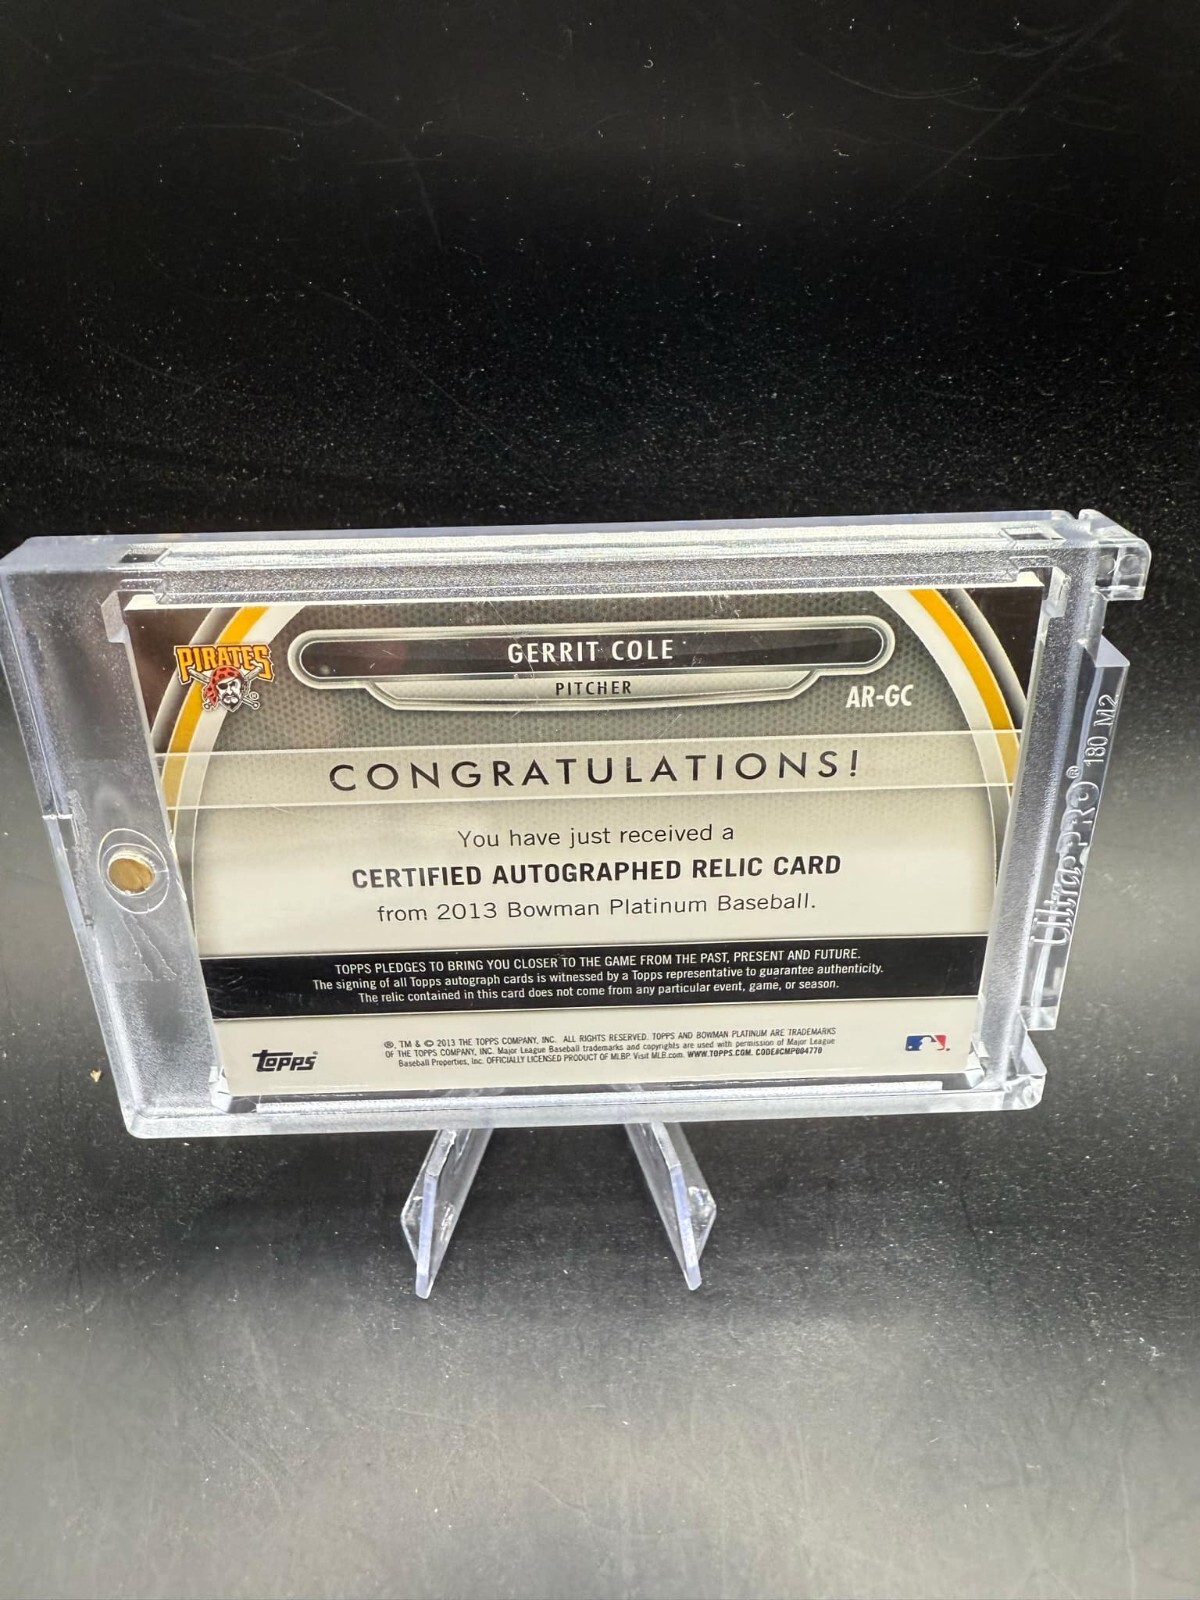 PIRATES
GERRIT COLE
PITCHER
AR-GC
CONGRATULATIONS!
You have just received a
CERTIFIED AUTOGRAPHED RELIC CARD
from 2013 Bowman Platinum Baseball.
TOPPS PLEDGES TO BRING YOU CLOSER TO THE GAME FROM THE PAST, PRESENT AND FUTURE.
The signing of all Topps autograph cards is witnessed by a Topps representative to guarantee authenticity.
The relic contained in this card does not come from any particular event, game, or season.
TOPPS
®, TM & © 2013 THE TOPPS COMPANY, INC. ALL RIGHTS RESERVED. TOPPS AND BOWMAN PLATINUM ARE TRADEMARKS
OF THE TOPPS COMPANY, INC. Major League Baseball trademarks and copyrights are used with permission of Major League
Baseball Properties, Inc. OFFICIALLY LICENSED PRODUCT OF MLBP. Visit MLB.com. WWW.TOPPS.COM. CODE#CMP004770
Ultra•PRO® 180 M2